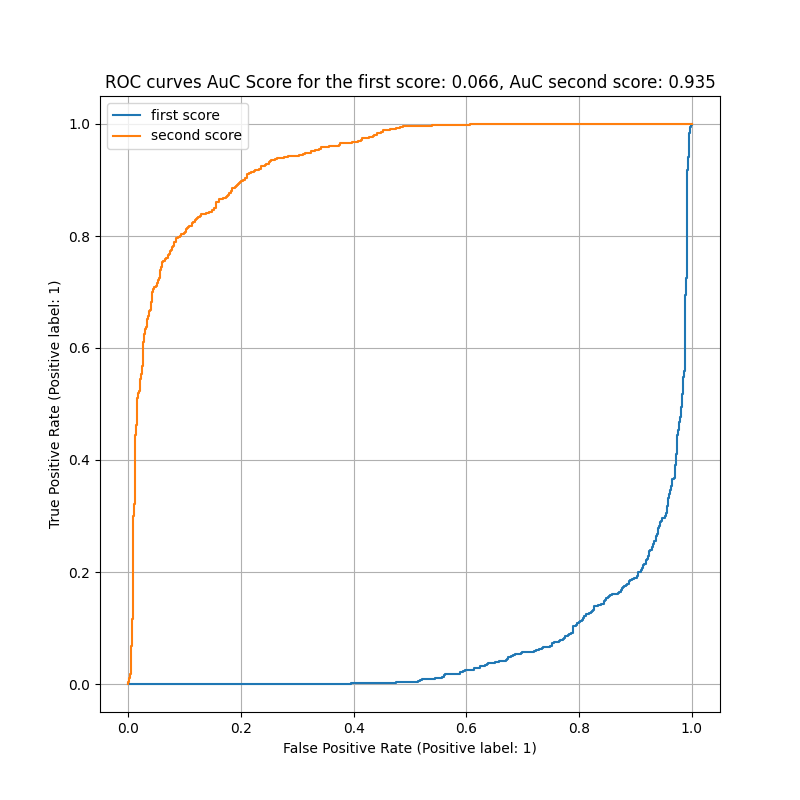 ROC curves AuC Score for the first score: 0.066, AuC second score: 0.935
first score
second score
1.0
0.8
0.6
0.4
0.2
0.0
True Positive Rate (Positive label: 1)
0.0 0.2 0.4 0.6 0.8 1.0
False Positive Rate (Positive label: 1)